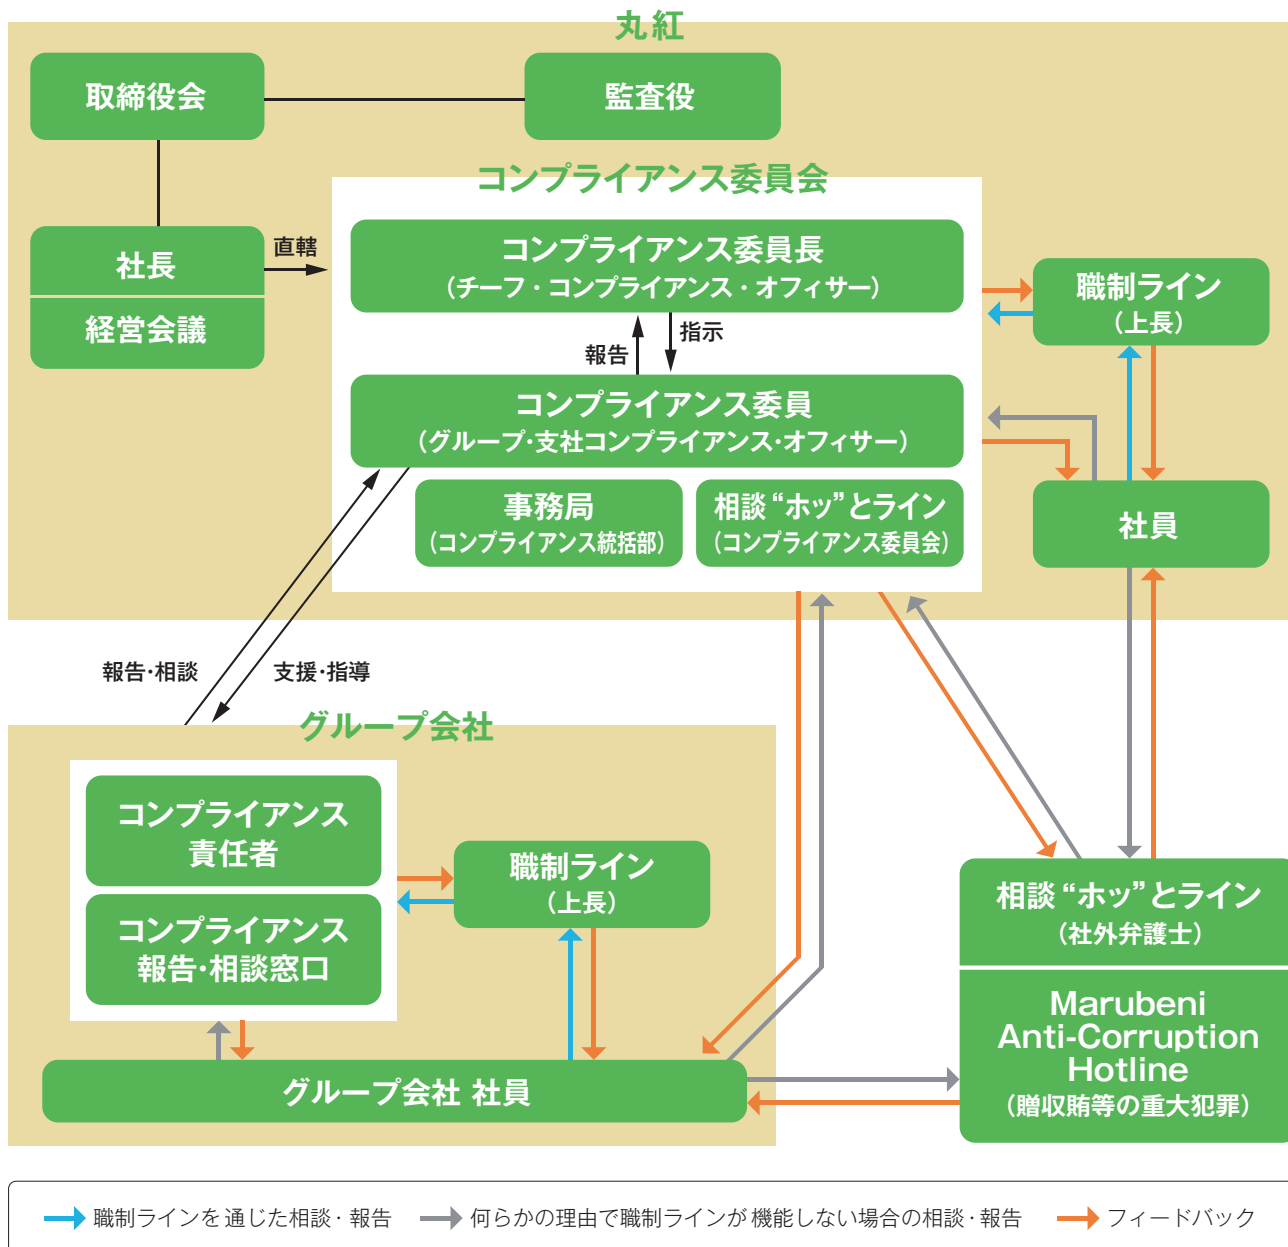 丸紅
取締役会
監査役
コンプライアンス委員会
社長
経営会議
直轄
コンプライアンス委員長
（チーフ・コンプライアンス・オフィサー）
報告
指示
コンプライアンス委員
（グループ・支社コンプライアンス・オフィサー）
事務局
（コンプライアンス統括部）
相談“ホッ”とライン
（コンプライアンス委員会）
職制ライン
（上長）
社員
報告・相談
支援・指導
グループ会社
コンプライアンス
責任者
コンプライアンス
報告・相談窓口
職制ライン
（上長）
グループ会社 社員
相談“ホッ”とライン
（社外弁護士）
Marubeni
Anti-Corruption
Hotline
（贈収賄等の重大犯罪）
職制ラインを通じた相談・報告
何らかの理由で職制ラインが機能しない場合の相談・報告
フィードバック